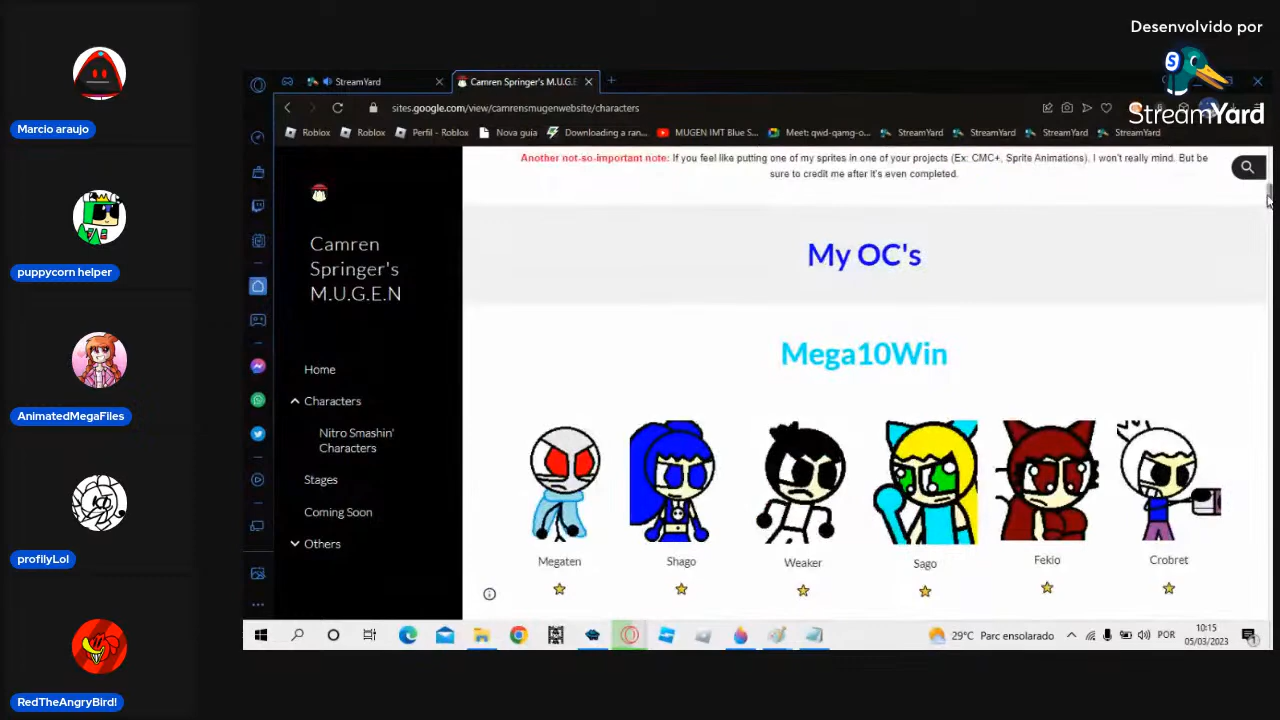 Desenvolvido por
StreamYard
Marcio araujo
puppycorn helper
AnimatedMegaFiles
profilyLol
RedTheAngryBird!
StreamYard
Camren Springer's M.U.G.E
sites.google.com/view/camrensmugenwebsite/characters
Roblox
Roblox
Perfil - Roblox
Nova guia
Downloading a ran...
MUGEN IMT Blue S...
Meet: qwd-qamg-o...
StreamYard
StreamYard
StreamYard
StreamYard
Camren
Springer's
M.U.G.E.N
Home
Characters
Nitro Smashin'
Characters
Stages
Coming Soon
Others
Another not-so-important note: If you feel like putting one of my sprites in one of your projects (Ex: CMC+, Sprite Animations), I won't really mind. But be
sure to credit me after it's even completed.
My OC's
Mega10Win
Megaten
Shago
Weaker
Sago
Fekio
Crobret
29°C Parc ensolarado
POR
10:15
05/03/2023